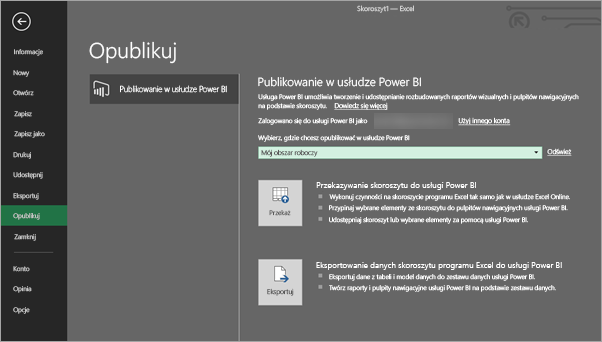 Skoroszyt1 — Excel
Informacje
Nowy
Otwórz
Zapisz
Zapisz jako
Drukuj
Udostępnij
Eksportuj
Opublikuj
Zamknij
Konto
Opinia
Opcje
Opublikuj
Publikowanie w usłudze Power BI
Publikowanie w usłudze Power BI
Usługa Power BI umożliwia tworzenie i udostępnianie rozbudowanych raportów wizualnych i pulpitów nawigacyjnych
na podstawie skoroszytu. Dowiedz się więcej
Zalogowano się do usługi Power BI jako Użyj innego konta
Wybierz, gdzie chcesz opublikować w usłudze Power BI
Mój obszar roboczy Odśwież
Przekaż
Przekazywanie skoroszytu do usługi Power BI
Wykonuj czynności na skoroszycie programu Excel tak samo jak w usłudze Excel Online.
Przypinaj wybrane elementy ze skoroszytu do pulpitów nawigacyjnych usługi Power BI.
Udostępniaj skoroszyt lub wybrane elementy za pomocą usługi Power BI.
Eksportuj
Eksportowanie danych skoroszytu programu Excel do usługi Power BI
Eksportuj dane z tabeli i model danych do zestawu danych usługi Power BI.
Twórz raporty i pulpity nawigacyjne usługi Power BI na podstawie zestawu danych.